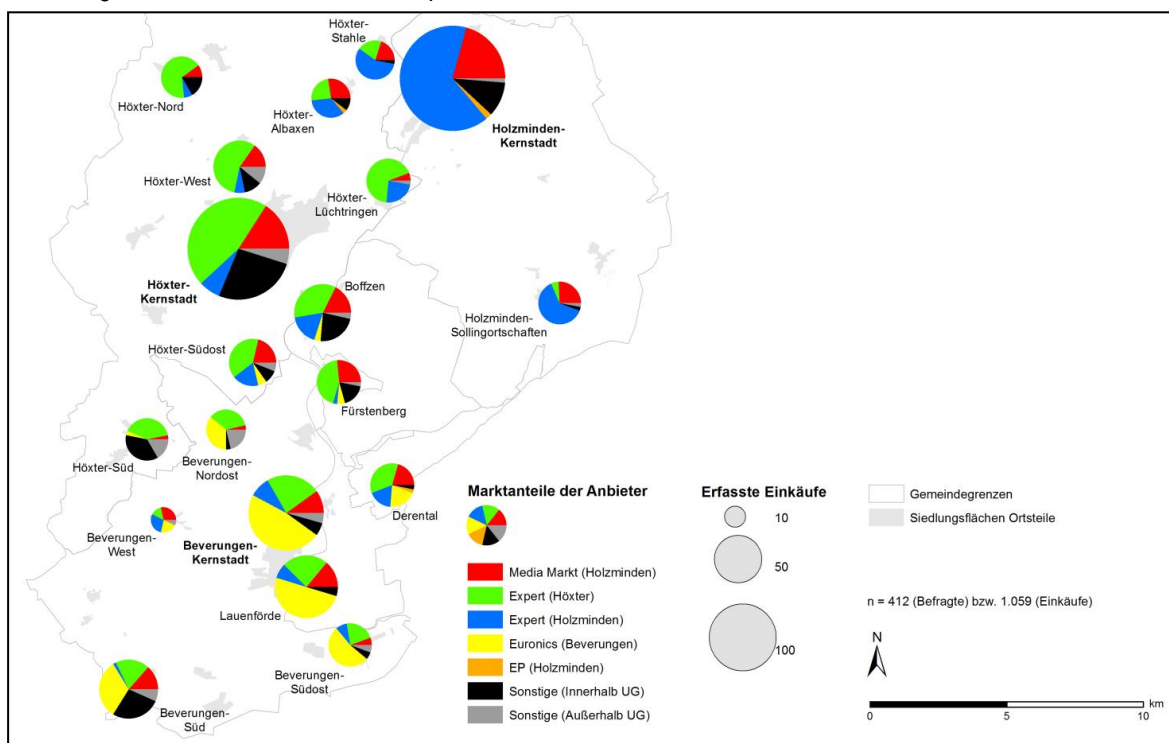 Höxter-
Stahle
Höxter-Nord
Höxter-
Albaxen
Holzminden-
Kernstadt
Höxter-West
Höxter-
Lüchtringen
Höxter-
Kernstadt
Boffzen
Holzminden-
Sollingortschaften
Höxter-Südost
Fürstenberg
Höxter-Süd
Beverungen-
Nordost
Derental
Beverungen-
West
Beverungen-
Kernstadt
Lauenförde
Beverungen-
Südost
Beverungen-
Süd
Marktanteile der Anbieter
Media Markt (Holzminden)
Expert (Höxter)
Expert (Holzminden)
Euronics (Beverungen)
EP (Holzminden)
Sonstige (Innerhalb UG)
Sonstige (Außerhalb UG)
Erfasste Einkäufe
10
50
100
Gemeindegrenzen
Siedlungsflächen Ortsteile
n = 412 (Befragte) bzw. 1.059 (Einkäufe)
N
km
0 5 10